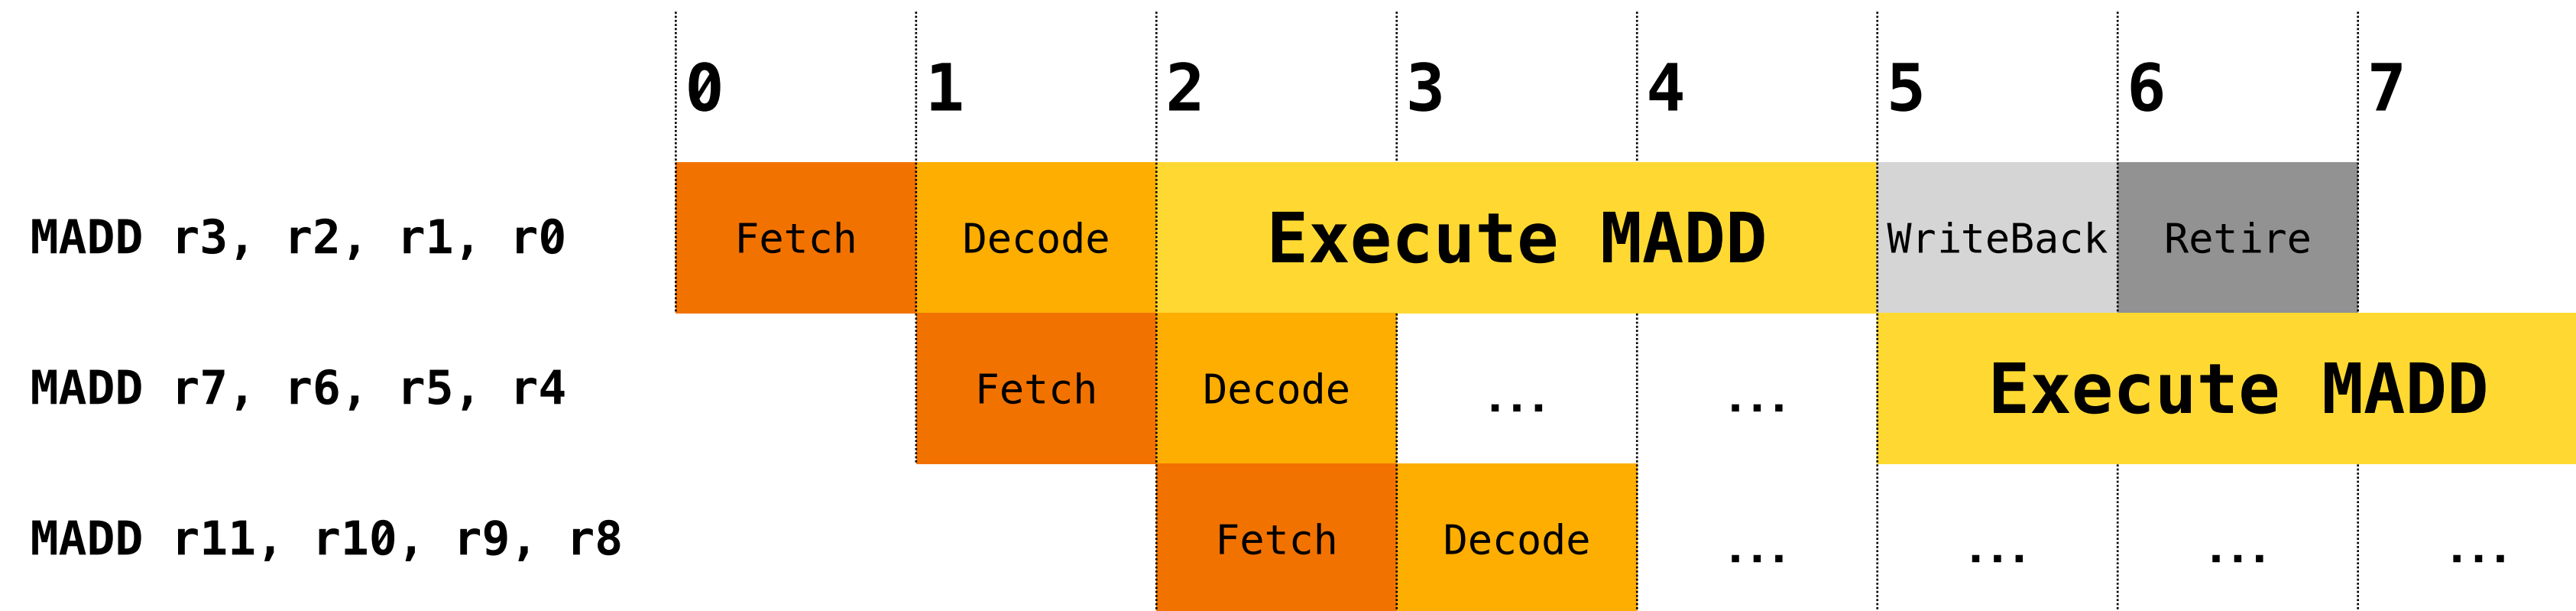 0 1 2 3 4 5 6 7
MADD r3, r2, r1, r0 Fetch Decode Execute MADD WriteBack Retire
MADD r7, r6, r5, r4 Fetch Decode ... ... Execute MADD
MADD r11, r10, r9, r8 Fetch Decode ... ... ... ...